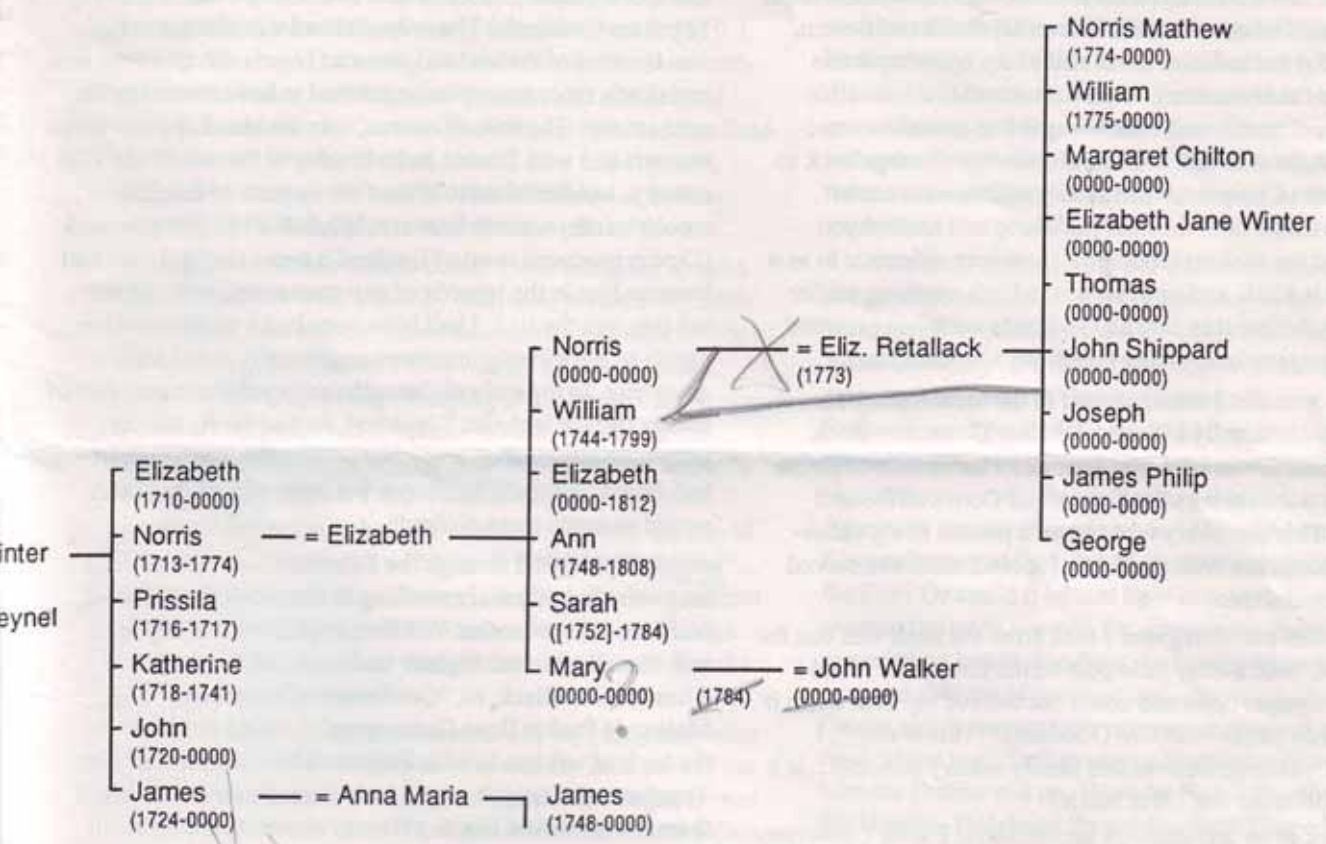 Norris Mathew
(1774-0000)
William
(1775-0000)
Margaret Chilton
(0000-0000)
Elizabeth Jane Winter
(0000-0000)
Thomas
(0000-0000)
John Shippard
(0000-0000)
Joseph
(0000-0000)
James Philip
(0000-0000)
George
(0000-0000)
Norris = Eliz. Retallack
(0000-0000) (1773)
William
(1744-1799)
Elizabeth
(0000-1812)
Ann
(1748-1808)
Sarah
([1752]-1784)
Mary ? = John Walker
(0000-0000) (1784) (0000-0000)
Elizabeth
(1710-0000)
Norris = Elizabeth
(1713-1774)
inter
Prissila
(1716-1717)
eynel
Katherine
(1718-1741)
John
(1720-0000)
James = Anna Maria
(1724-0000)
James
(1748-0000)